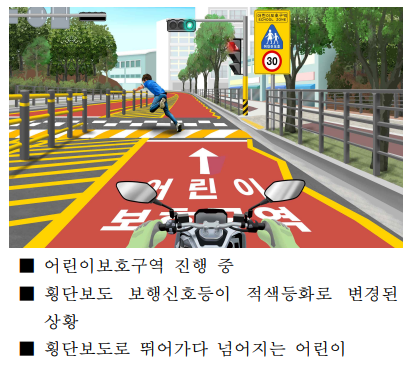 어린이보호구역
SCHOOL ZONE
30
어린이
보호구역
■ 어린이보호구역 진행 중
■ 횡단보도 보행신호등이 적색등화로 변경된
상황
■ 횡단보도로 뛰어가다 넘어지는 어린이